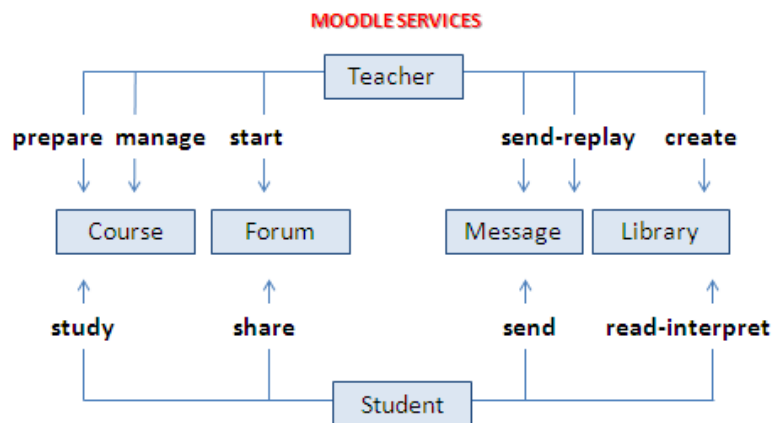 MOODLE SERVICES
Teacher
prepare manage start send-replay create
Course Forum Message Library
study share send read-interpret
Student